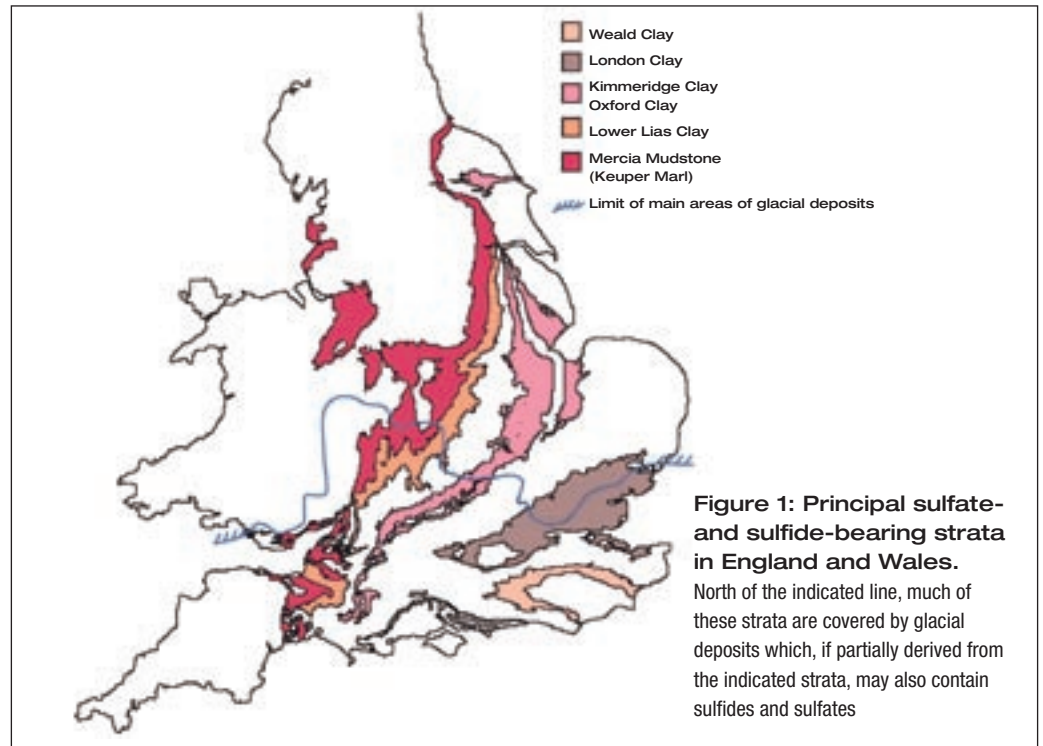 Weald Clay
London Clay
Kimmeridge Clay
Oxford Clay
Lower Lias Clay
Mercia Mudstone
(Keuper Marl)
Limit of main areas of glacial deposits
Figure 1: Principal sulfate-
and sulfide-bearing strata
in England and Wales.
North of the indicated line, much of
these strata are covered by glacial
deposits which, if partially derived from
the indicated strata, may also contain
sulfides and sulfates